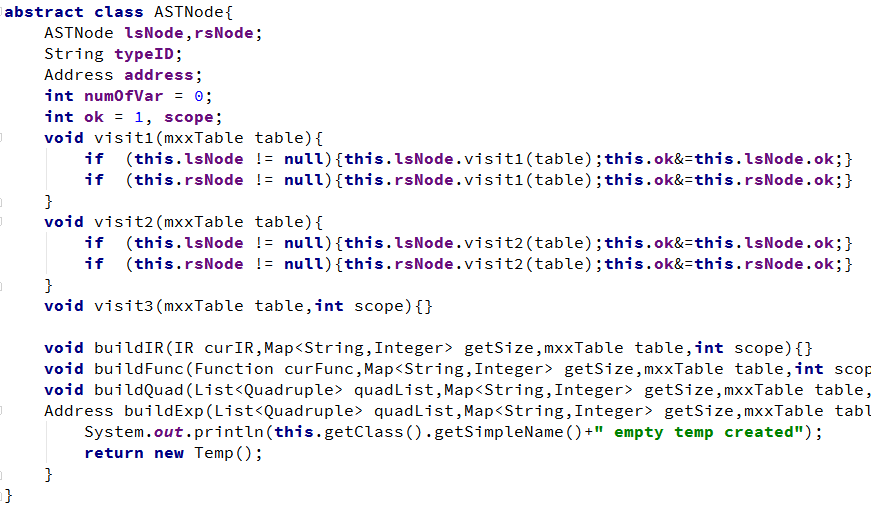 abstract class ASTNode{
    ASTNode lsNode,rsNode;
    String typeID;
    Address address;
    int numOfVar = 0;
    int ok = 1, scope;
    void visit1(mxxTable table){
        if  (this.lsNode != null){this.lsNode.visit1(table);this.ok&=this.lsNode.ok;}
        if  (this.rsNode != null){this.rsNode.visit1(table);this.ok&=this.rsNode.ok;}
    }
    void visit2(mxxTable table){
        if  (this.lsNode != null){this.lsNode.visit2(table);this.ok&=this.lsNode.ok;}
        if  (this.rsNode != null){this.rsNode.visit2(table);this.ok&=this.rsNode.ok;}
    }
    void visit3(mxxTable table,int scope){}
    void buildIR(IR curIR,Map<String,Integer> getSize,mxxTable table,int scope){}
    void buildFunc(Function curFunc,Map<String,Integer> getSize,mxxTable table,int scop
    void buildQuad(List<Quadruple> quadList,Map<String,Integer> getSize,mxxTable table,
    Address buildExp(List<Quadruple> quadList,Map<String,Integer> getSize,mxxTable tabl
        System.out.println(this.getClass().getSimpleName()+" empty temp created");
        return new Temp();
    }
}